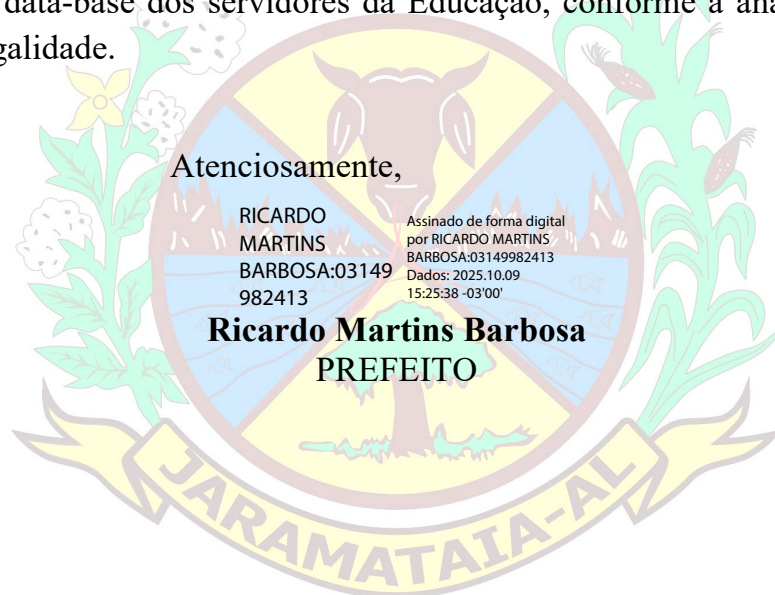 data-base dos servidores da Educação, conforme a
galidade.
Atenciosamente,
RICARDO
MARTINS
BARBOSA:03149
982413
Assinado de forma digital
por RICARDO MARTINS
BARBOSA:03149982413
Dados: 2025.10.09
15:25:38 -03'00'
Ricardo Martins Barbosa
PREFEITO
JARAMATAIA-AL